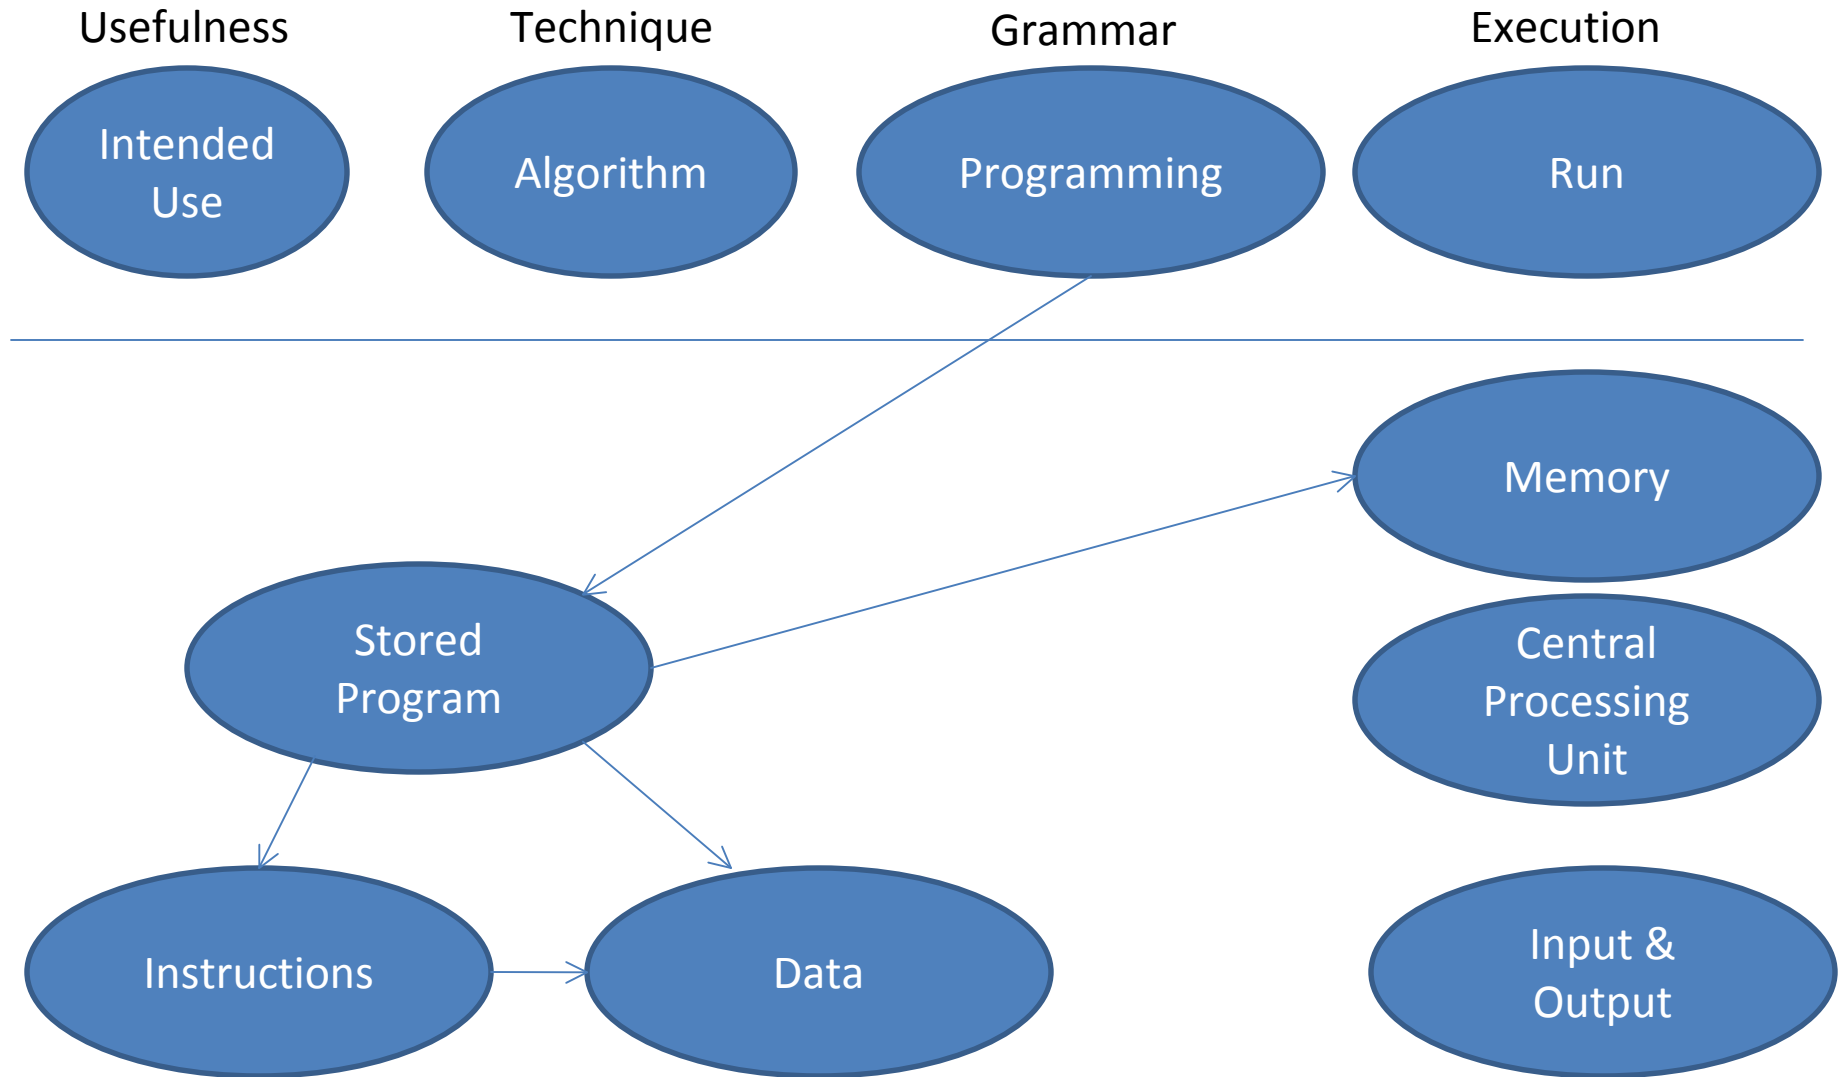 Usefulness
Technique
Grammar
Execution
Intended
Use
Algorithm
Programming
Run
Memory
Stored
Program
Central
Processing
Unit
Instructions
Data
Input &
Output